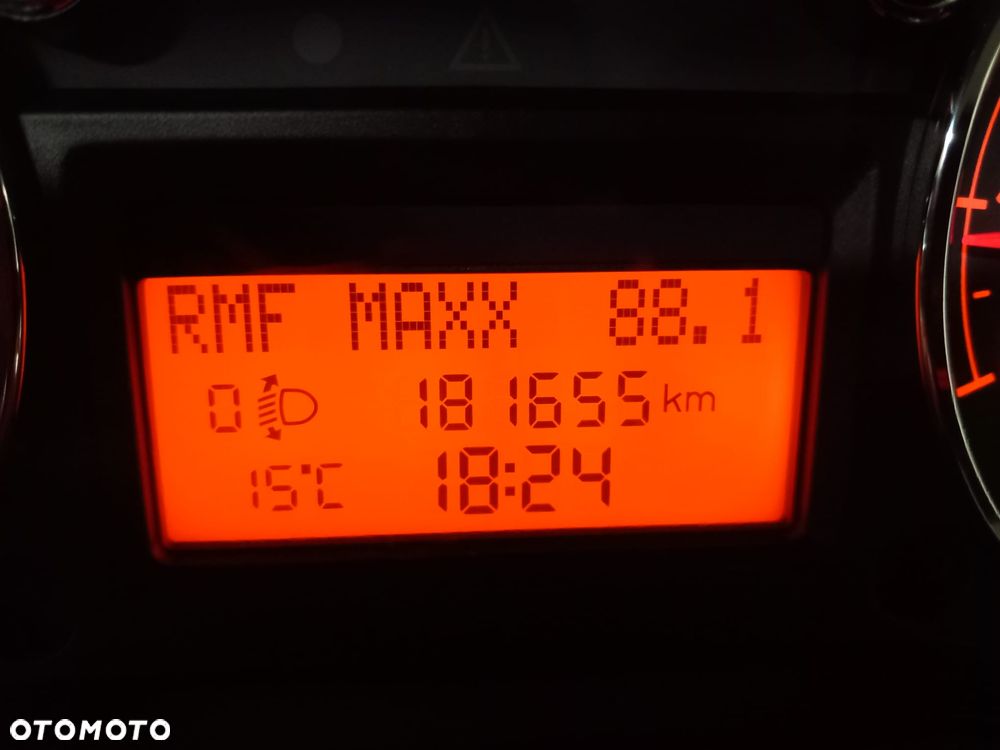 RMF MAXX 88.1
0 181655 km
15°C 18:24
OTOMOTO